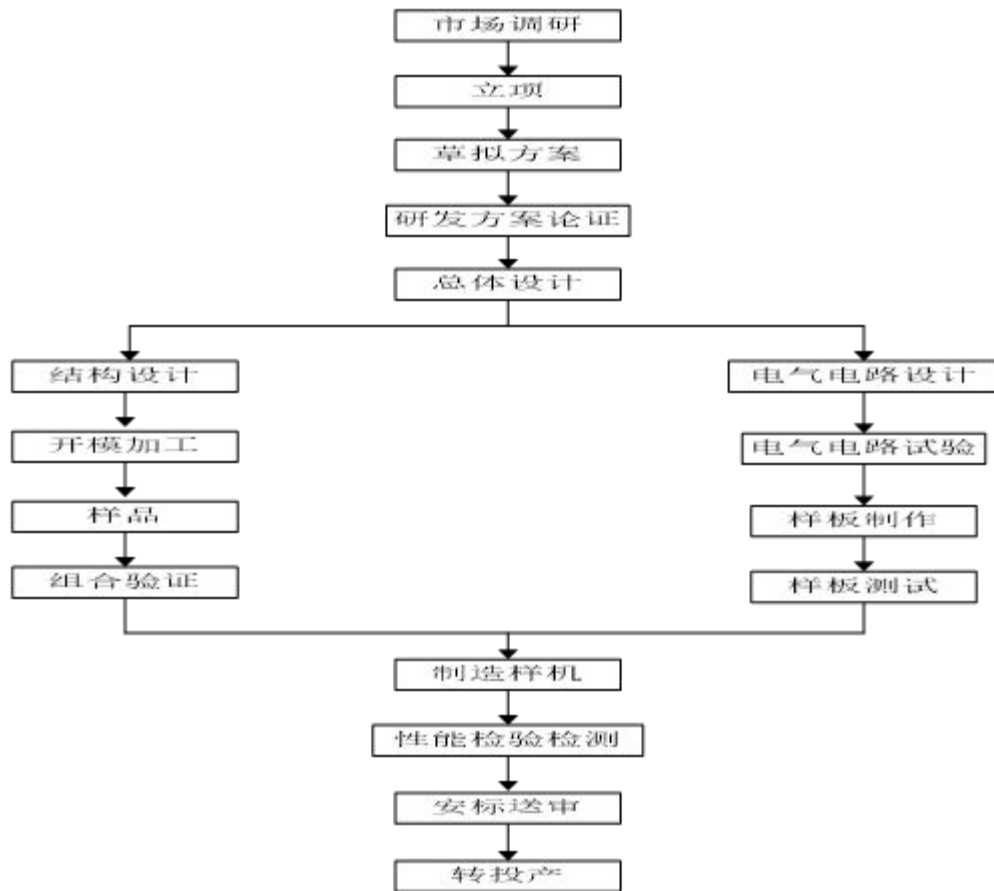 市场调研
立项
草拟方案
研发方案论证
总体设计
结构设计
电气电路设计
开模加工
电气电路试验
样品
样板制作
组合验证
样板测试
制造样机
性能检验检测
安标送审
转投产